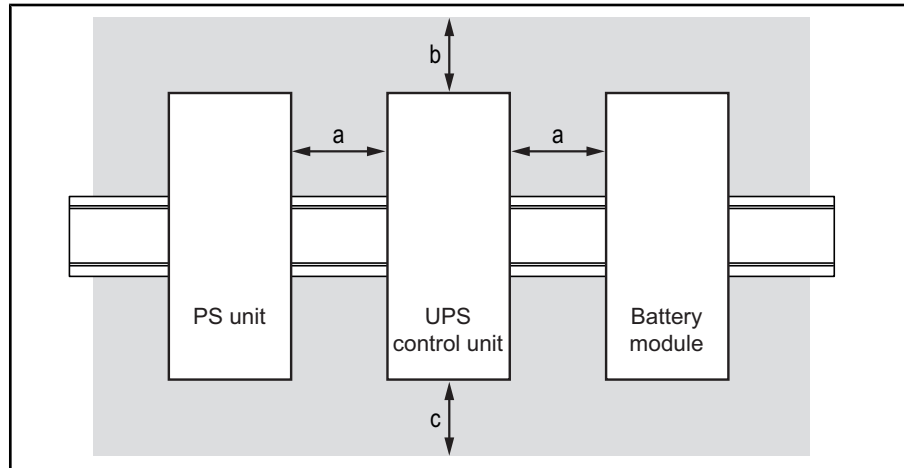 b
a
a
PS unit
UPS
control unit
Battery
module
c